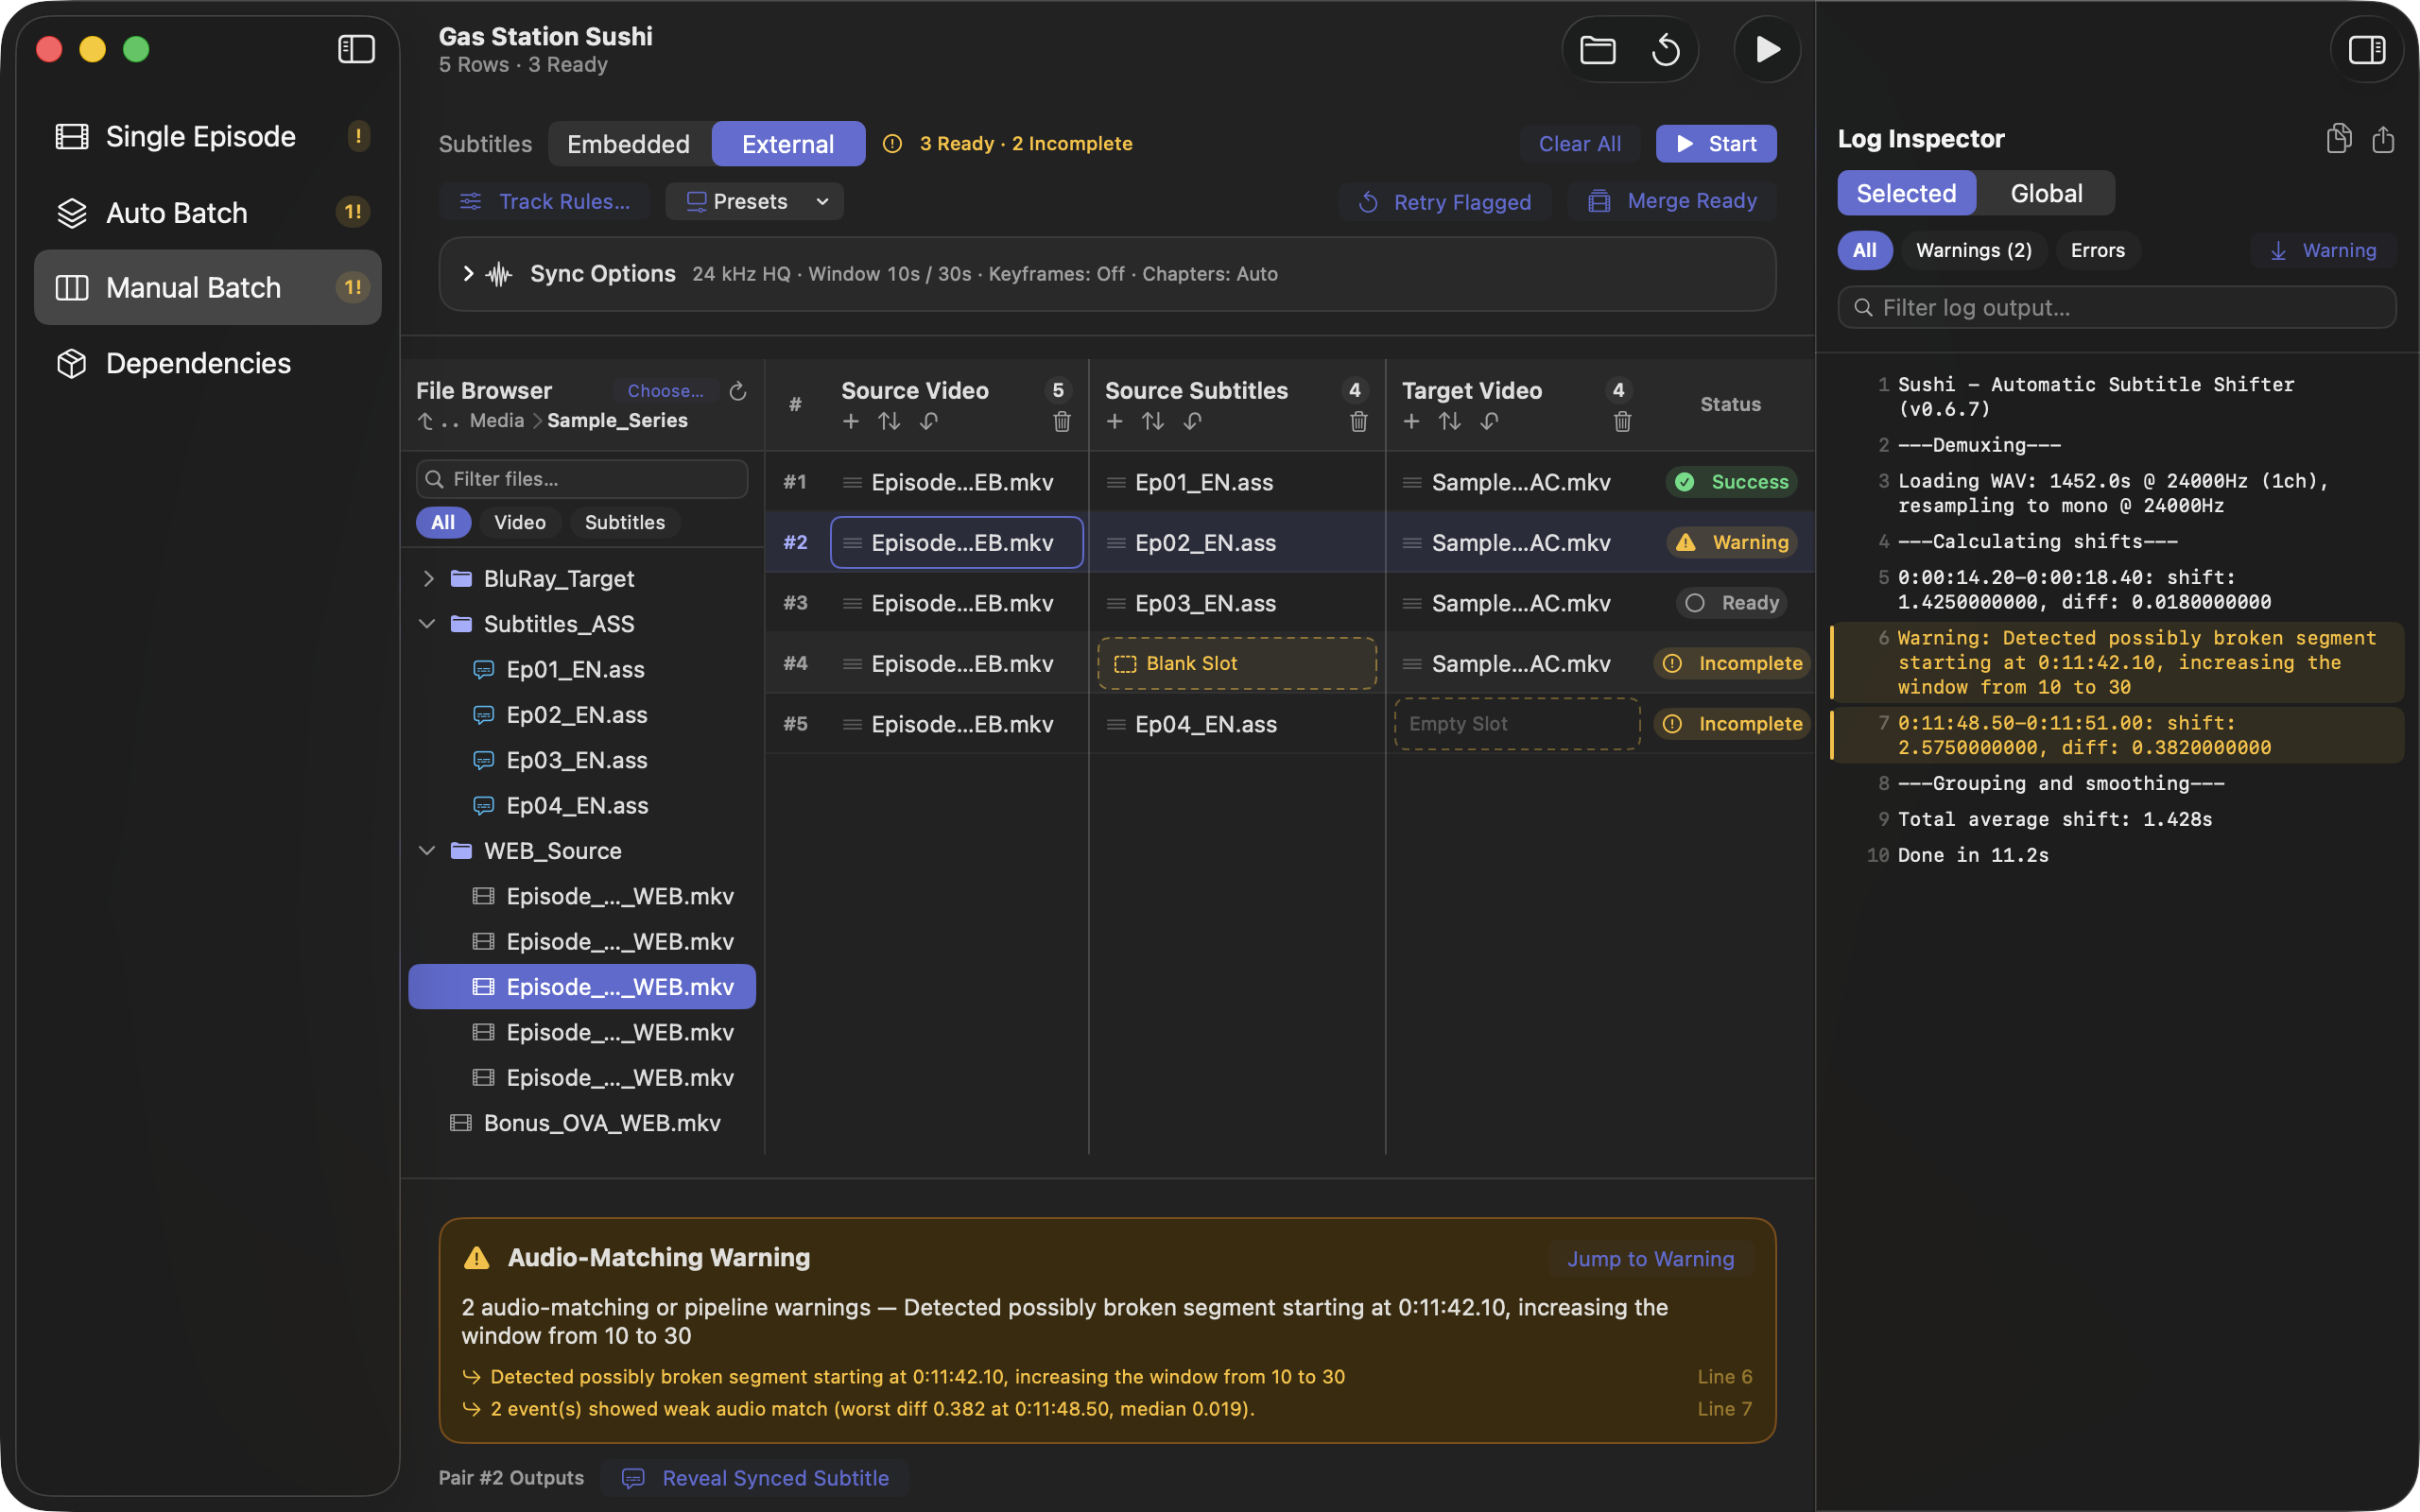 Single Episode !
Auto Batch 1!
Manual Batch 1!
Dependencies
Gas Station Sushi
5 Rows · 3 Ready
Subtitles Embedded External 3 Ready · 2 Incomplete Clear All Start
Track Rules... Presets Retry Flagged Merge Ready
Sync Options 24 kHz HQ · Window 10s / 30s · Keyframes: Off · Chapters: Auto
File Browser Choose...
.. Media Sample_Series
Filter files...
All Video Subtitles
BluRay_Target
Subtitles_ASS
Ep01_EN.ass
Ep02_EN.ass
Ep03_EN.ass
Ep04_EN.ass
WEB_Source
Episode_..._WEB.mkv
Episode_..._WEB.mkv
Episode_..._WEB.mkv
Episode_..._WEB.mkv
Episode_..._WEB.mkv
Bonus_OVA_WEB.mkv
# Source Video 5 Source Subtitles 4 Target Video 4 Status
#1 Episode...EB.mkv Ep01_EN.ass Sample...AC.mkv Success
#2 Episode...EB.mkv Ep02_EN.ass Sample...AC.mkv Warning
#3 Episode...EB.mkv Ep03_EN.ass Sample...AC.mkv Ready
#4 Episode...EB.mkv Blank Slot Sample...AC.mkv Incomplete
#5 Episode...EB.mkv Ep04_EN.ass Empty Slot Incomplete
Audio-Matching Warning Jump to Warning
2 audio-matching or pipeline warnings — Detected possibly broken segment starting at 0:11:42.10, increasing the
window from 10 to 30
Detected possibly broken segment starting at 0:11:42.10, increasing the window from 10 to 30 Line 6
2 event(s) showed weak audio match (worst diff 0.382 at 0:11:48.50, median 0.019). Line 7
Pair #2 Outputs Reveal Synced Subtitle
Log Inspector
Selected Global
All Warnings (2) Errors Warning
Filter log output...
1 Sushi - Automatic Subtitle Shifter
(v0.6.7)
2 ---Demuxing---
3 Loading WAV: 1452.0s @ 24000Hz (1ch),
resampling to mono @ 24000Hz
4 ---Calculating shifts---
5 0:00:14.20-0:00:18.40: shift:
1.4250000000, diff: 0.0180000000
6 Warning: Detected possibly broken segment
starting at 0:11:42.10, increasing the
window from 10 to 30
7 0:11:48.50-0:11:51.00: shift:
2.5750000000, diff: 0.3820000000
8 ---Grouping and smoothing---
9 Total average shift: 1.428s
10 Done in 11.2s